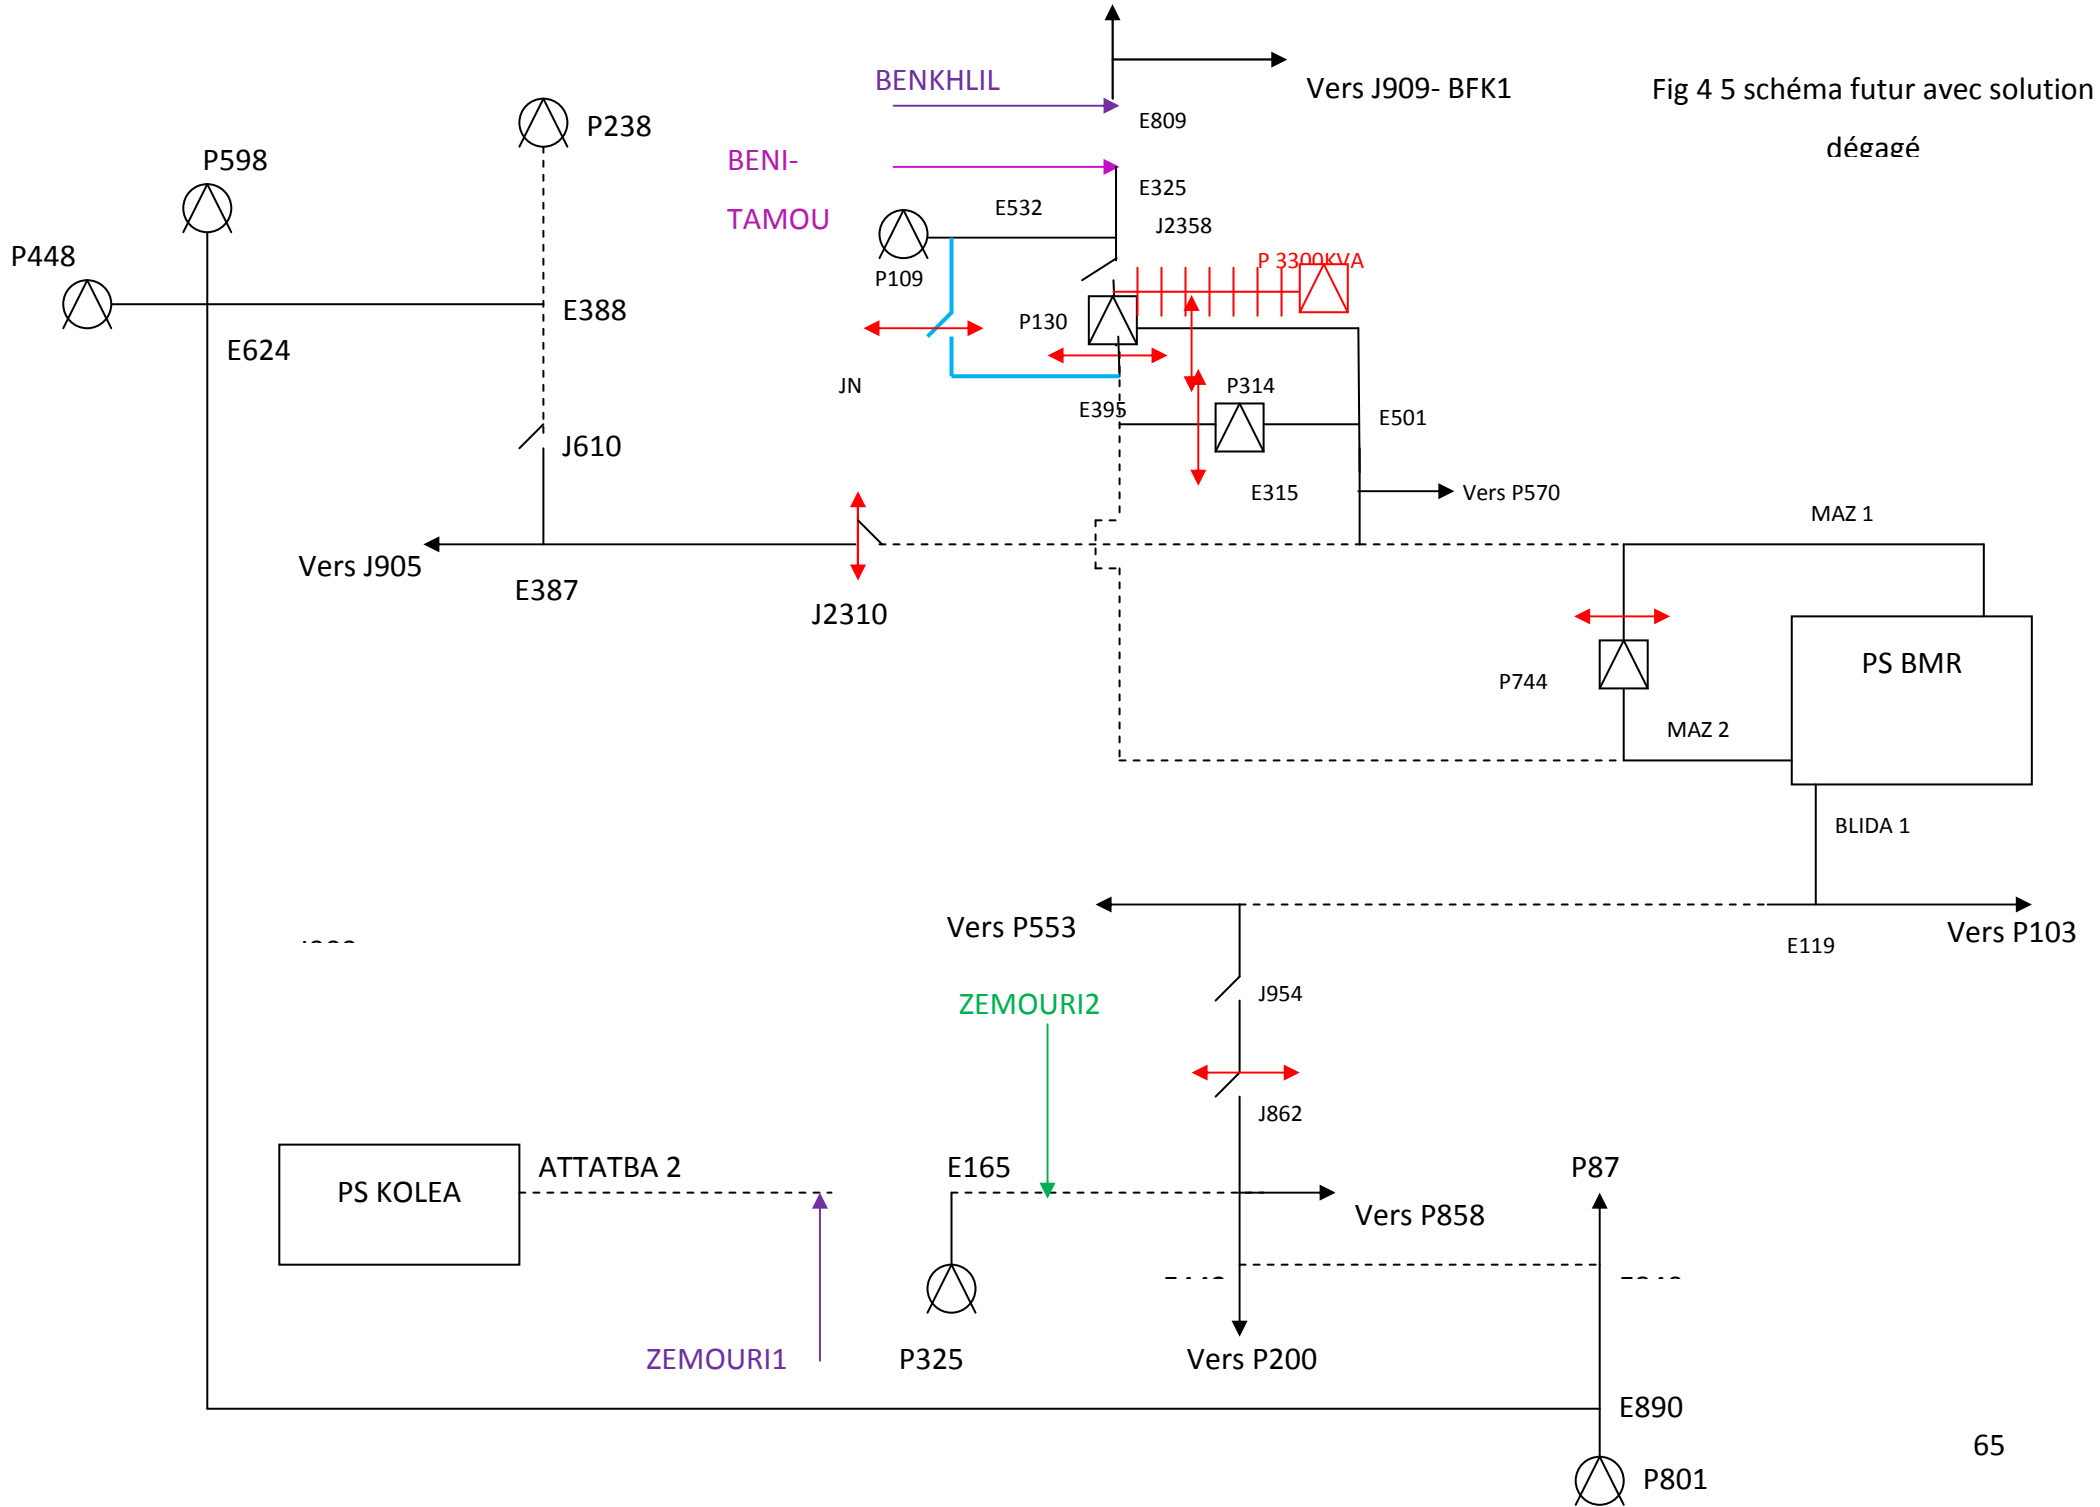 BENKHLIL
Vers J909- BFK1
Fig 4 5 schéma futur avec solution
dégagé
P238
E809
P598
BENI-
TAMOU
E325
E532
J2358
P448
P109
P 3300KVA
E388
P130
E624
JN
P314
E395
E501
J610
E315
Vers P570
MAZ 1
Vers J905
E387
J2310
PS BMR
P744
MAZ 2
BLIDA 1
Vers P553
E119
Vers P103
J954
ZEMOURI2
J862
PS KOLEA
ATTATBA 2
E165
P87
Vers P858
ZEMOURI1
P325
Vers P200
E890
65
P801